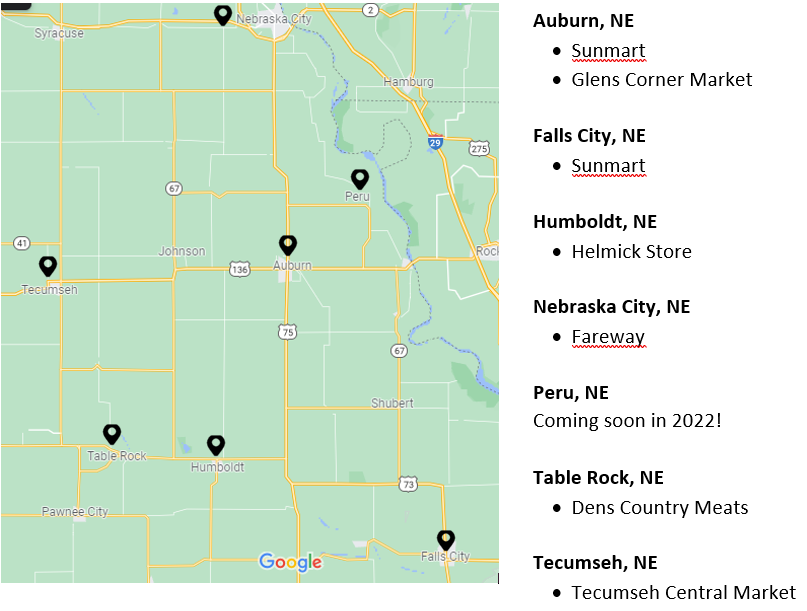 Syracuse
Nebraska City
2
Hamburg
29
275
67
Peru
41
Johnson
136
Auburn
Rock
Tecumseh
75
67
Shubert
Table Rock
Humboldt
73
Pawnee City
Google
Falls City
Auburn, NE
• Sunmart
• Glens Corner Market
Falls City, NE
• Sunmart
Humboldt, NE
• Helmick Store
Nebraska City, NE
• Fareway
Peru, NE
Coming soon in 2022!
Table Rock, NE
• Dens Country Meats
Tecumseh, NE
• Tecumseh Central Market